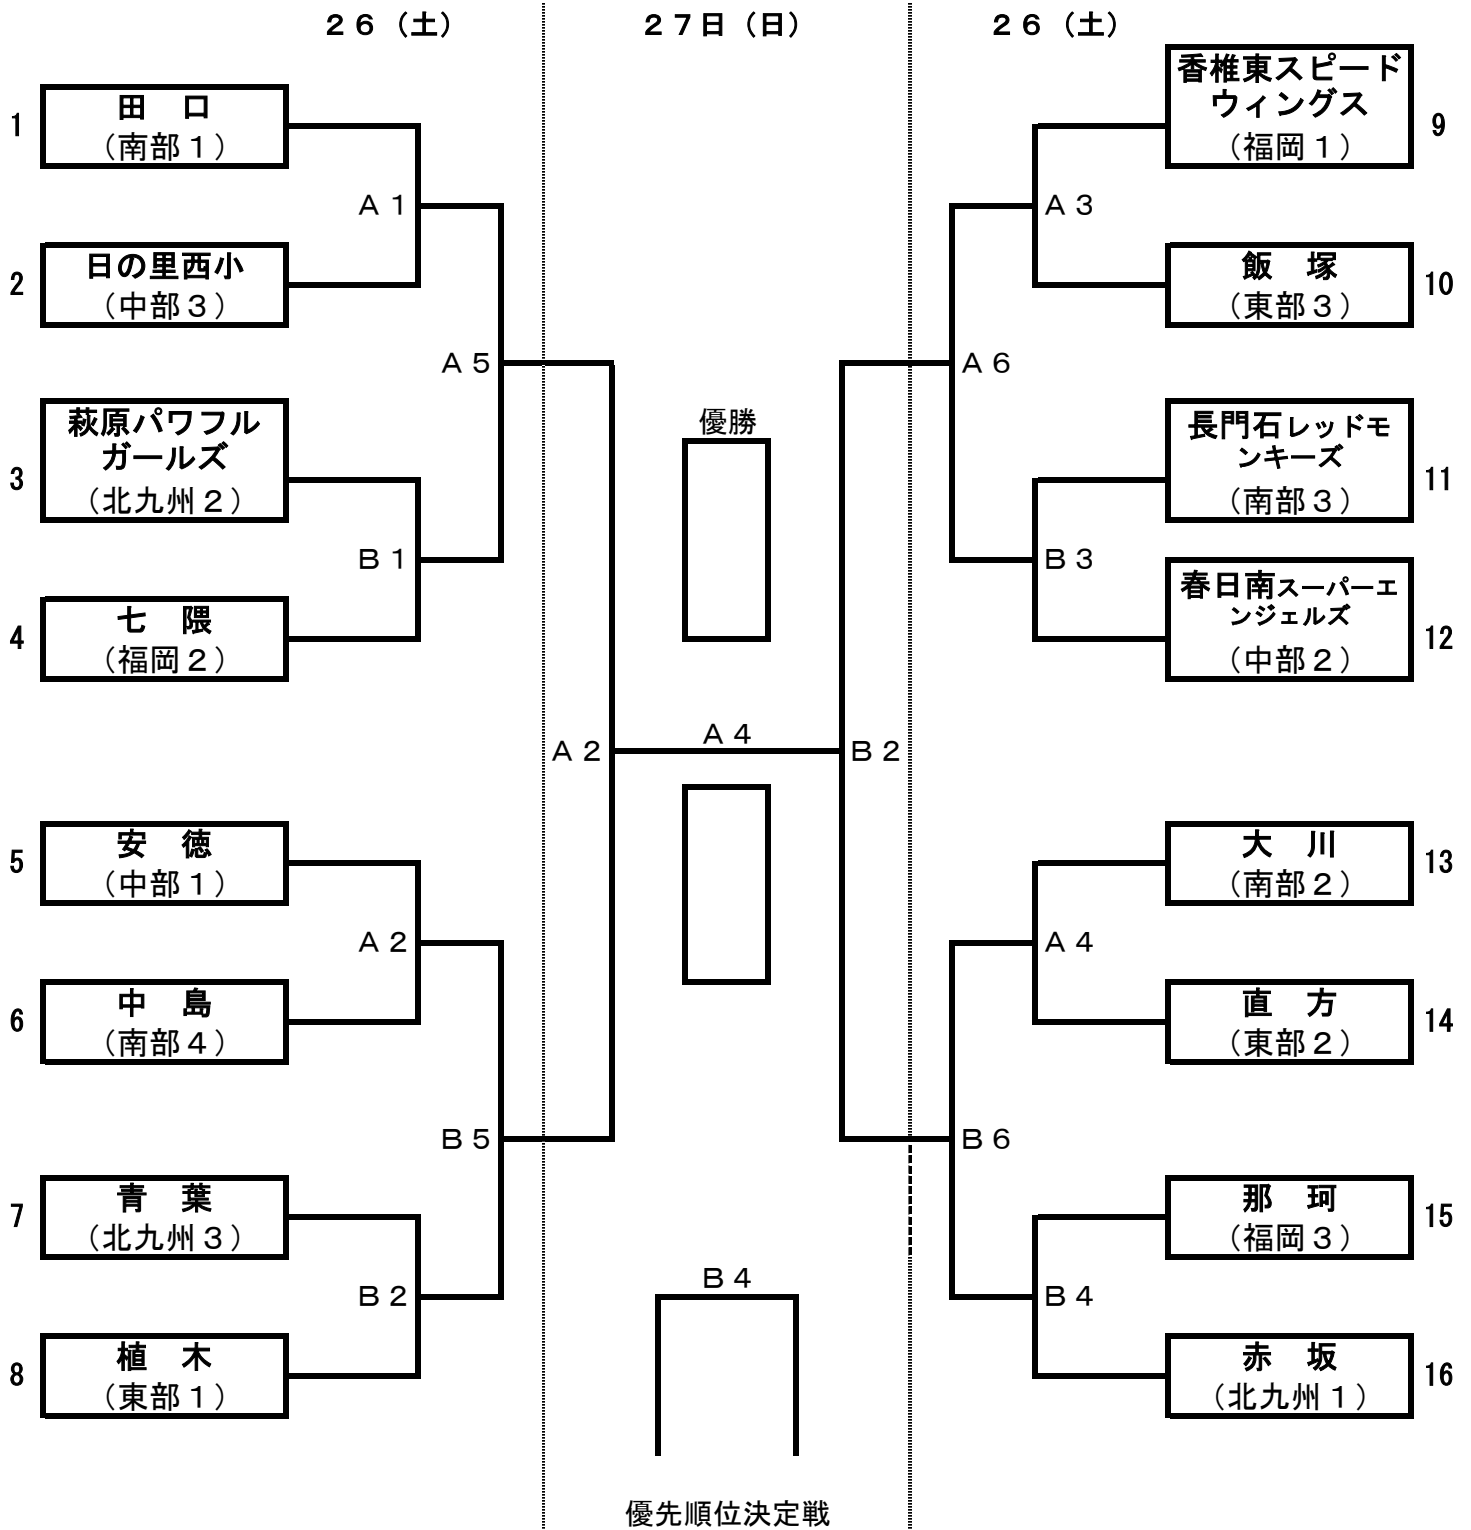 ２６（土）
２７日（日）
２６（土）
1
田　口
（南部１）
A１
2
日の里西小
（中部３）
A５
3
萩原パワフル
ガールズ
（北九州２）
B１
4
七　隈
（福岡２）
5
安　徳
（中部１）
A２
6
中　島
（南部４）
B５
7
青　葉
（北九州３）
B２
8
植　木
（東部１）
優勝
A２
A４
B２
B４
優先順位決定戦
香椎東スピード
ウィングス
（福岡１）
9
A３
飯　塚
（東部３）
10
A６
長門石レッドモ
ンキーズ
（南部３）
11
B３
春日南スーパーエ
ンジェルズ
（中部２）
12
大　川
（南部２）
13
A４
直　方
（東部２）
14
B６
那　珂
（福岡３）
15
B４
赤　坂
（北九州１）
16